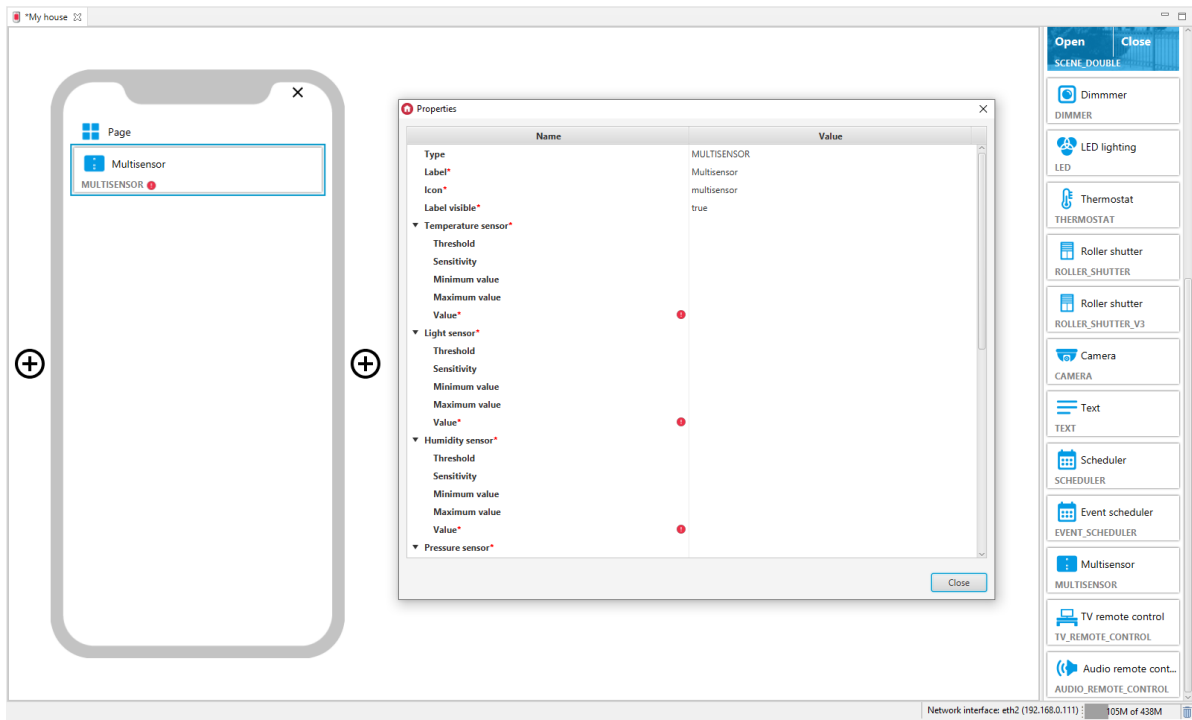 *My house
Page
Multisensor
MULTISENSOR
Properties
Name Value
Type MULTISENSOR
Label* Multisensor
Icon* multisensor
Label visible* true
Temperature sensor*
Threshold
Sensitivity
Minimum value
Maximum value
Value*
Light sensor*
Threshold
Sensitivity
Minimum value
Maximum value
Value*
Humidity sensor*
Threshold
Sensitivity
Minimum value
Maximum value
Value*
Pressure sensor*
Close
Open Close
SCENE_DOUBLE
Dimmmer
DIMMER
LED lighting
LED
Thermostat
THERMOSTAT
Roller shutter
ROLLER_SHUTTER
Roller shutter
ROLLER_SHUTTER_V3
Camera
CAMERA
Text
TEXT
Scheduler
SCHEDULER
Event scheduler
EVENT_SCHEDULER
Multisensor
MULTISENSOR
TV remote control
TV_REMOTE_CONTROL
Audio remote cont...
AUDIO_REMOTE_CONTROL
Network interface: eth2 (192.168.0.111) 105M of 438M